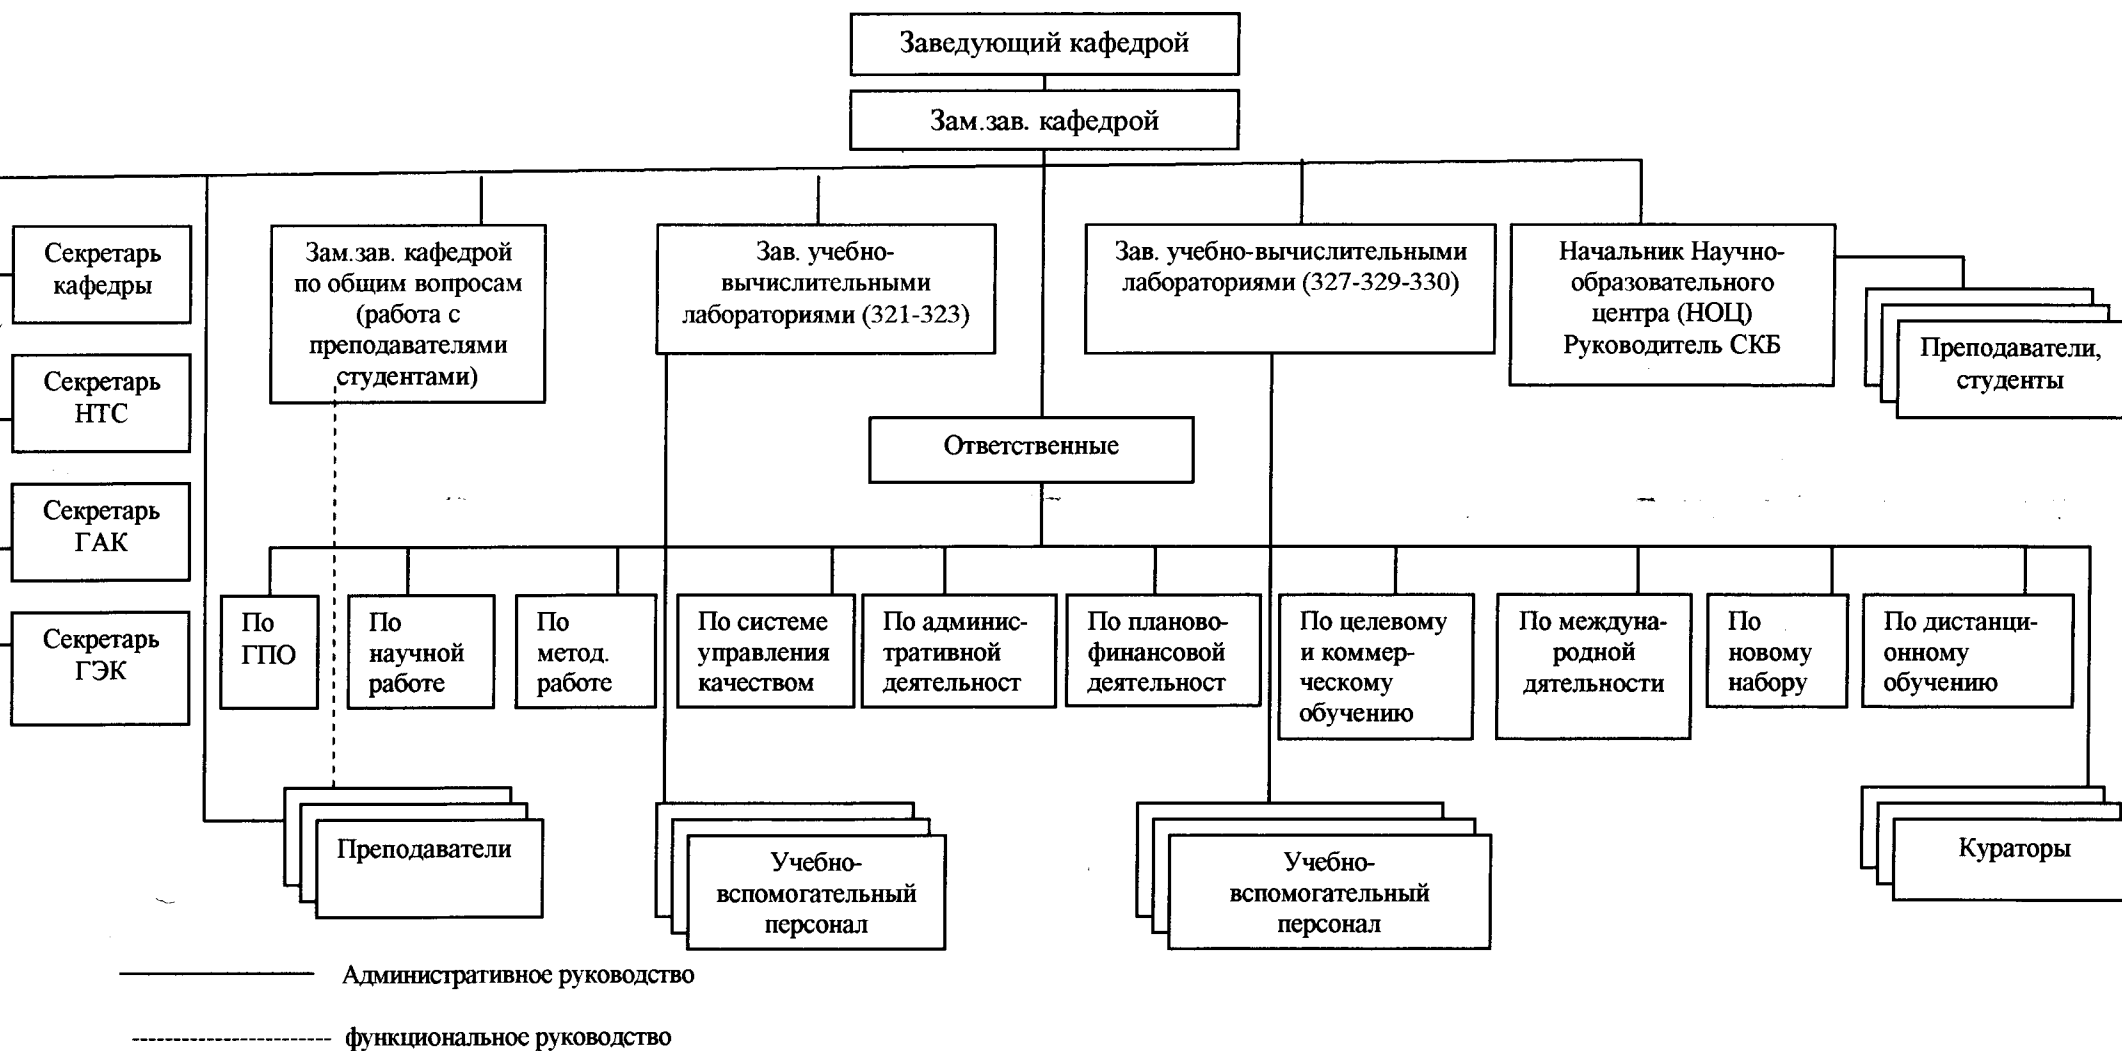 Заведующий кафедрой
Зам.зав. кафедрой
Секретарь
кафедры
Секретарь
НТС
Секретарь
ГАК
Секретарь
ГЭК
Зам.зав. кафедрой
по общим вопросам
(работа с
преподавателями
студентами)
Зав. учебно-
вычислительными
лабораториями (321-323)
Зав. учебно-вычислительными
лабораториями (327-329-330)
Начальник Научно-
образовательного
центра (НОЦ)
Руководитель СКБ
Преподаватели,
студенты
Ответственные
По
ГПО
По
научной
работе
По
метод.
работе
По системе
управления
качеством
По админис-
тративной
деятельност
По планово-
финансовой
деятельност
По целевому
и коммер-
ческому
обучению
По междуна-
родной
дятельности
По
новому
набору
По дистанци-
онному
обучению
Преподаватели
Учебно-
вспомогательный
персонал
Учебно-
вспомогательный
персонал
Кураторы
Административное руководство
функциональное руководство